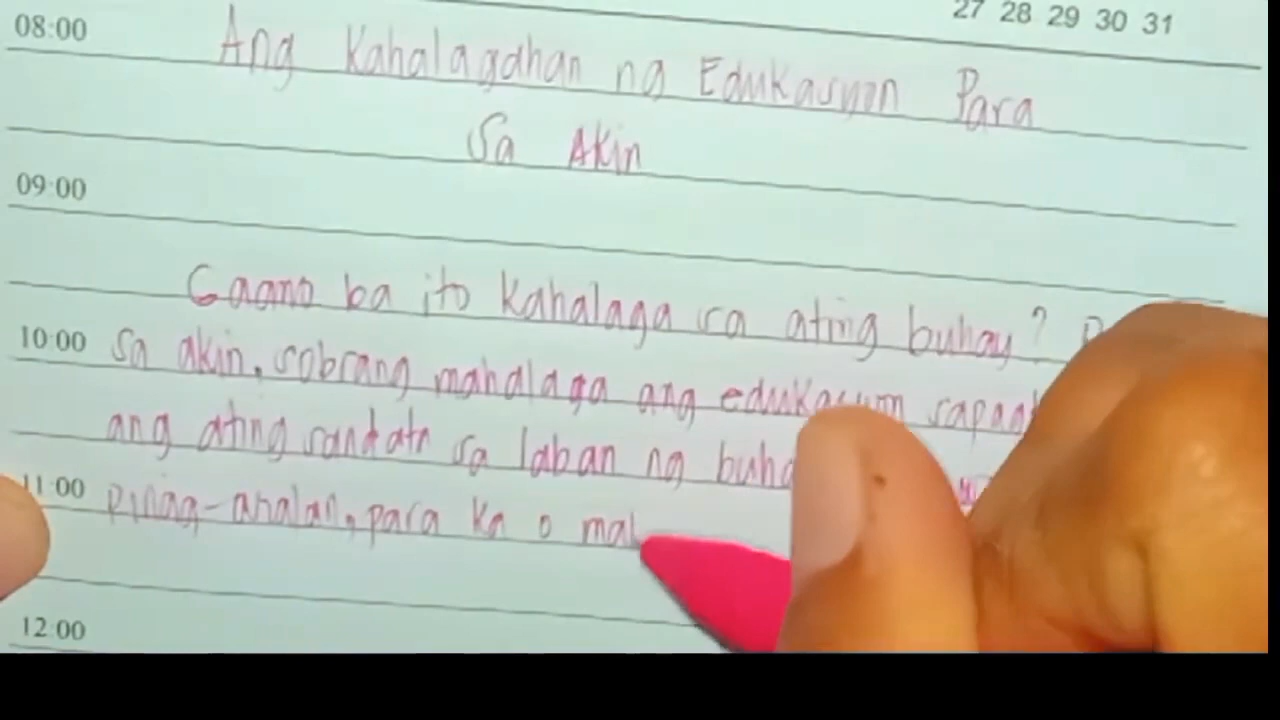 27 28 29 30 31
08:00
Ang Kahalagahan ng Edukasyon Para
Sa Akin
09:00
Gaano ba ito kahalaga sa ating buhay?
10:00 Sa akin, sobrang mahalaga ang edukasyon
ang ating sandata sa laban ng
11:00 pinag-aralan, para ka
12:00